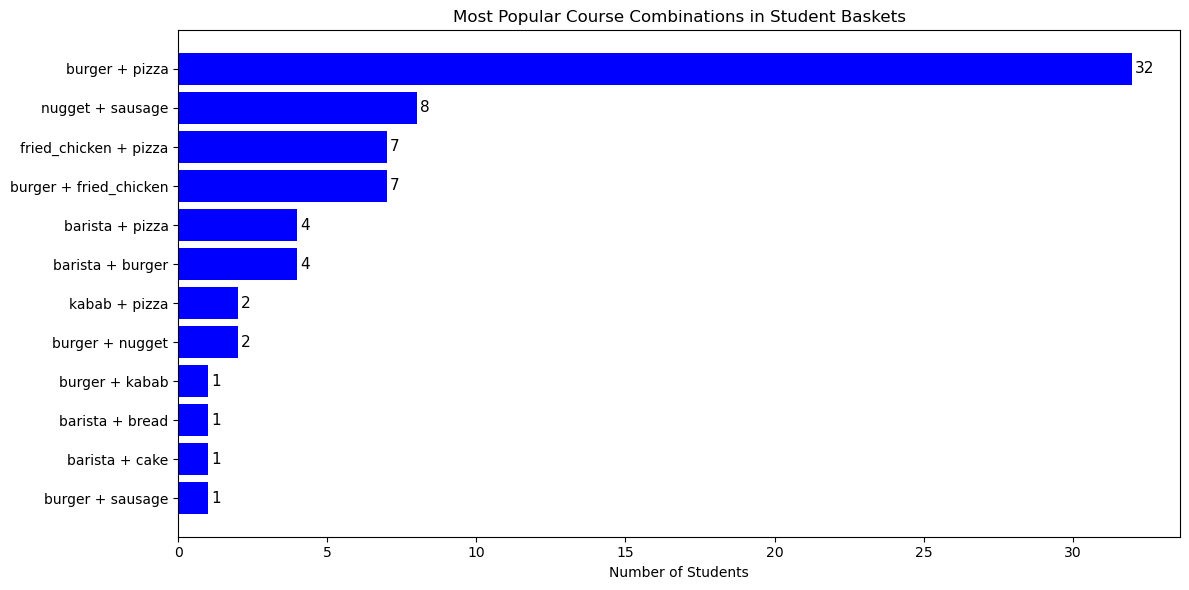 Most Popular Course Combinations in Student Baskets
burger + pizza 32
nugget + sausage 8
fried_chicken + pizza 7
burger + fried_chicken 7
barista + pizza 4
barista + burger 4
kabab + pizza 2
burger + nugget 2
burger + kabab 1
barista + bread 1
barista + cake 1
burger + sausage 1
0 5 10 15 20 25 30
Number of Students